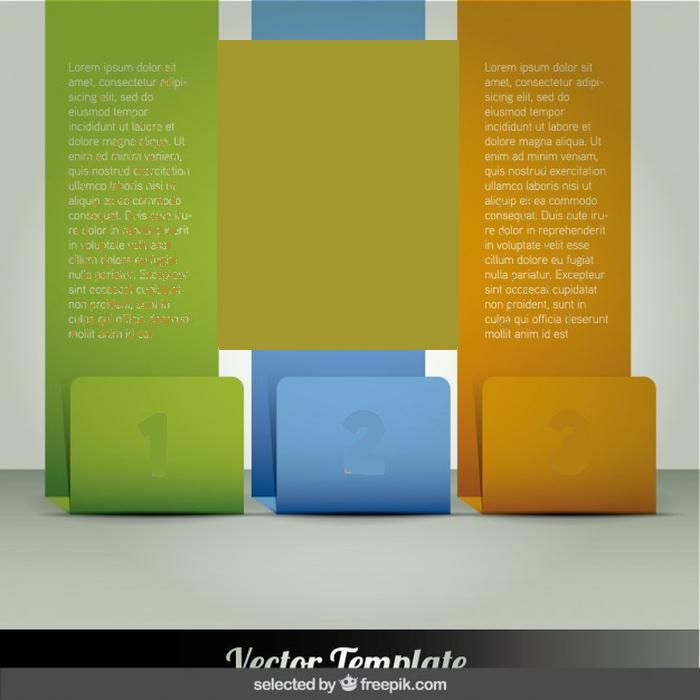 Lorem ipsum dolor sit
amet, consectetur adipi-
sicing elit, sed do
eiusmod tempor
incididunt ut labore et
dolore magna aliqua. Ut
enim ad minim veniam,
quis nostrud exercitation
ullamco laboris nisi ut
aliquip ex ea commodo
consequat. Duis aute iru-
re dolor in reprehenderit
in voluptate velit esse
cillum dolore eu fugiat
nulla pariatur. Excepteur
sint occaecat cupidatat
non proident, sunt in
culpa qui officia deserunt
mollit anim id est
Lorem ipsum dolor sit
amet, consectetur adipi-
sicing elit, sed do
eiusmod tempor
incididunt ut labore et
dolore magna aliqua. Ut
enim ad minim veniam,
quis nostrud exercitation
ullamco laboris nisi ut
aliquip ex ea commodo
consequat. Duis aute iru-
re dolor in reprehenderit
in voluptate velit esse
cillum dolore eu fugiat
nulla pariatur. Excepteur
sint occaecat cupidatat
non proident, sunt in
culpa qui officia deserunt
mollit anim id est
1
2
3
Vector Template
selected by freepik.com